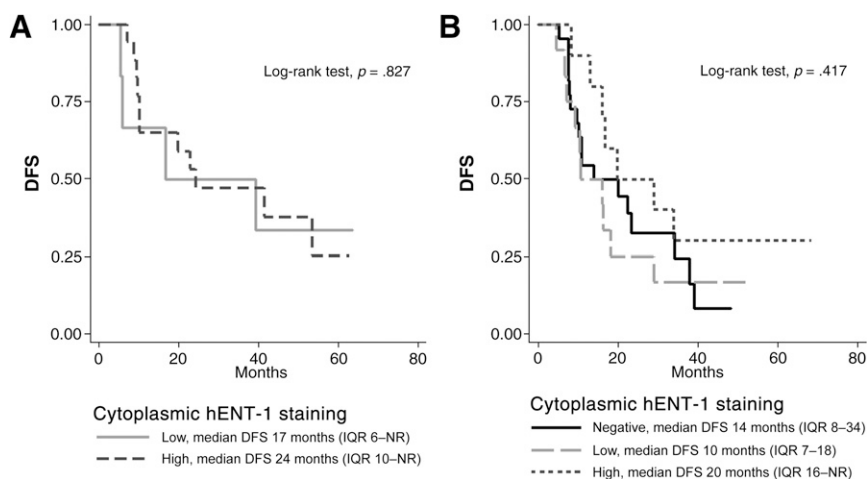 A
Log-rank test, p = .827
DFS
1.00
0.75
0.50
0.25
0.00
0 20 40 60 80
Months
Cytoplasmic hENT-1 staining
Low, median DFS 17 months (IQR 6–NR)
High, median DFS 24 months (IQR 10–NR)
B
Log-rank test, p = .417
DFS
1.00
0.75
0.50
0.25
0.00
0 20 40 60 80
Months
Cytoplasmic hENT-1 staining
Negative, median DFS 14 months (IQR 8–34)
Low, median DFS 10 months (IQR 7–18)
High, median DFS 20 months (IQR 16–NR)